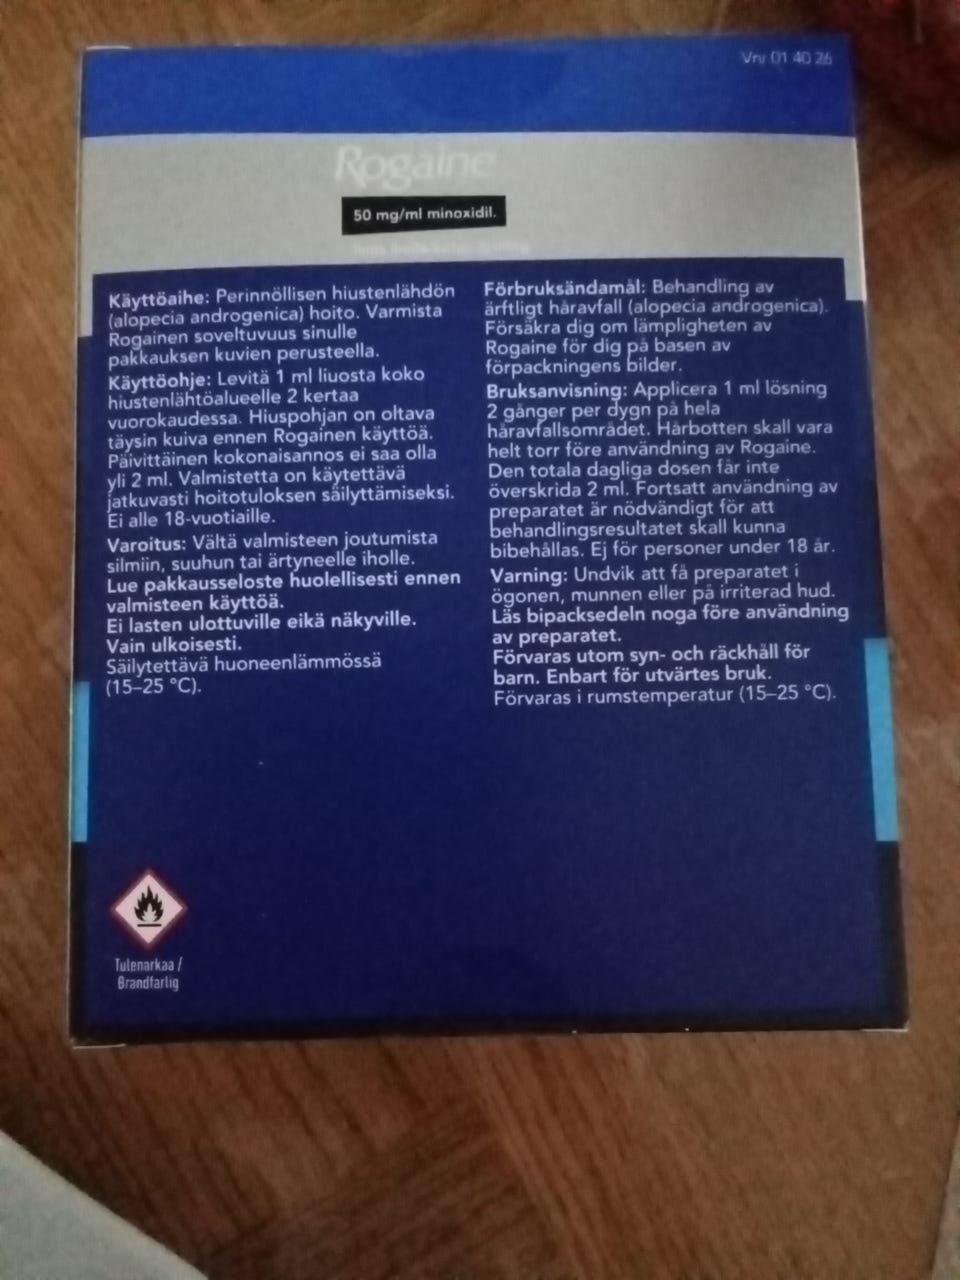 Vnr 01 40 26
Rogaine
50 mg/ml minoxidil.
Käyttöaihe: Perinnöllisen hiustenlähdön
(alopecia androgenica) hoito. Varmista
Rogainen soveltuvuus sinulle
pakkauksen kuvien perusteella.
Käyttöohje: Levitä 1 ml liuosta koko
hiustenlähtöalueelle 2 kertaa
vuorokaudessa. Hiuspohjan on oltava
täysin kuiva ennen Rogainen käyttöä.
Päivittäinen kokonaisannos ei saa olla
yli 2 ml. Valmistetta on käytettävä
jatkuvasti hoitotuloksen säilyttämiseksi.
Ei alle 18-vuotiaille.
Varoitus: Vältä valmisteen joutumista
silmiin, suuhun tai ärtyneelle iholle.
Lue pakkausseloste huolellisesti ennen
valmisteen käyttöä.
Ei lasten ulottuville eikä näkyville.
Vain ulkoisesti.
Säilytettävä huoneenlämmössä
(15–25 °C).
Förbruksändamål: Behandling av
ärftligt håravfall (alopecia androgenica).
Försäkra dig om lämpligheten av
Rogaine för dig på basen av
förpackningens bilder.
Bruksanvisning: Applicera 1 ml lösning
2 gånger per dygn på hela
håravfallsområdet. Hårbotten skall vara
helt torr före användning av Rogaine.
Den totala dagliga dosen får inte
överskrida 2 ml. Fortsatt användning av
preparatet är nödvändigt för att
behandlingsresultatet skall kunna
bibehållas. Ej för personer under 18 år.
Varning: Undvik att få preparatet i
ögonen, munnen eller på irriterad hud.
Läs bipacksedeln noga före användning
av preparatet.
Förvaras utom syn- och räckhåll för
barn. Enbart för utvärtes bruk.
Förvaras i rumstemperatur (15–25 °C).
Tulenarkaa /
Brandfarlig